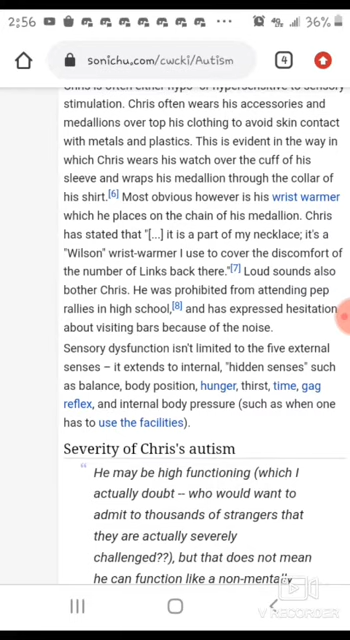 2:56 36%
sonichu.com/cwcki/Autism 4
stimulation. Chris often wears his accessories and
medallions over top his clothing to avoid skin contact
with metals and plastics. This is evident in the way in
which Chris wears his watch over the cuff of his
sleeve and wraps his medallion through the collar of
his shirt.[6] Most obvious however is his wrist warmer
which he places on the chain of his medallion. Chris
has stated that "[...] it is a part of my necklace; it's a
"Wilson" wrist-warmer I use to cover the discomfort of
the number of Links back there."[7] Loud sounds also
bother Chris. He was prohibited from attending pep
rallies in high school,[8] and has expressed hesitation
about visiting bars because of the noise.
Sensory dysfunction isn't limited to the five external
senses – it extends to internal, "hidden senses" such
as balance, body position, hunger, thirst, time, gag
reflex, and internal body pressure (such as when one
has to use the facilities).
Severity of Chris's autism
“ He may be high functioning (which I
actually doubt -- who would want to
admit to thousands of strangers that
they are actually severely
challenged??), but that does not mean
he can function like a non-mentally
V RECORDER